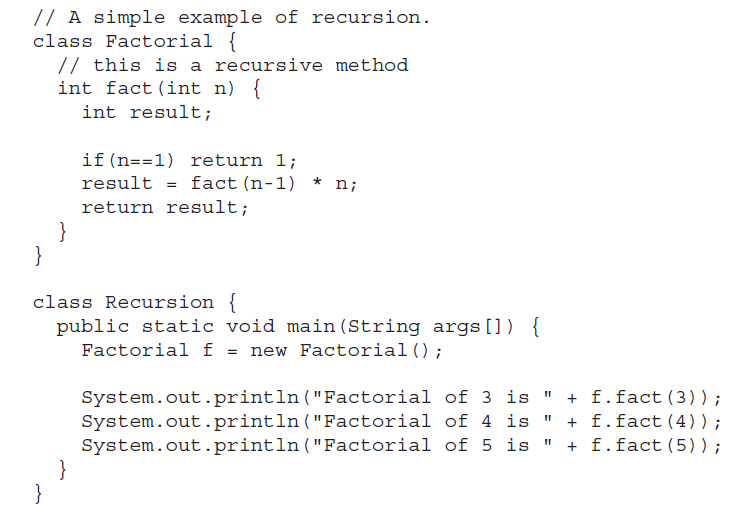 // A simple example of recursion.
class Factorial {
  // this is a recursive method
  int fact(int n) {
    int result;

    if(n==1) return 1;
    result = fact(n-1) * n;
    return result;
  }
}

class Recursion {
  public static void main(String args[]) {
    Factorial f = new Factorial();

    System.out.println("Factorial of 3 is " + f.fact(3));
    System.out.println("Factorial of 4 is " + f.fact(4));
    System.out.println("Factorial of 5 is " + f.fact(5));
  }
}